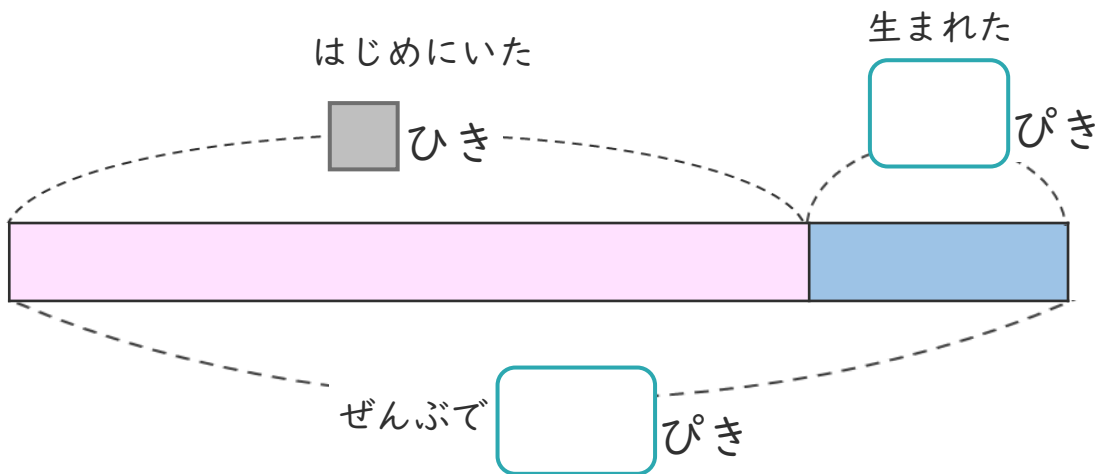 はじめにいた
ひき
生まれた
ぴき
ぜんぶで
ぴき